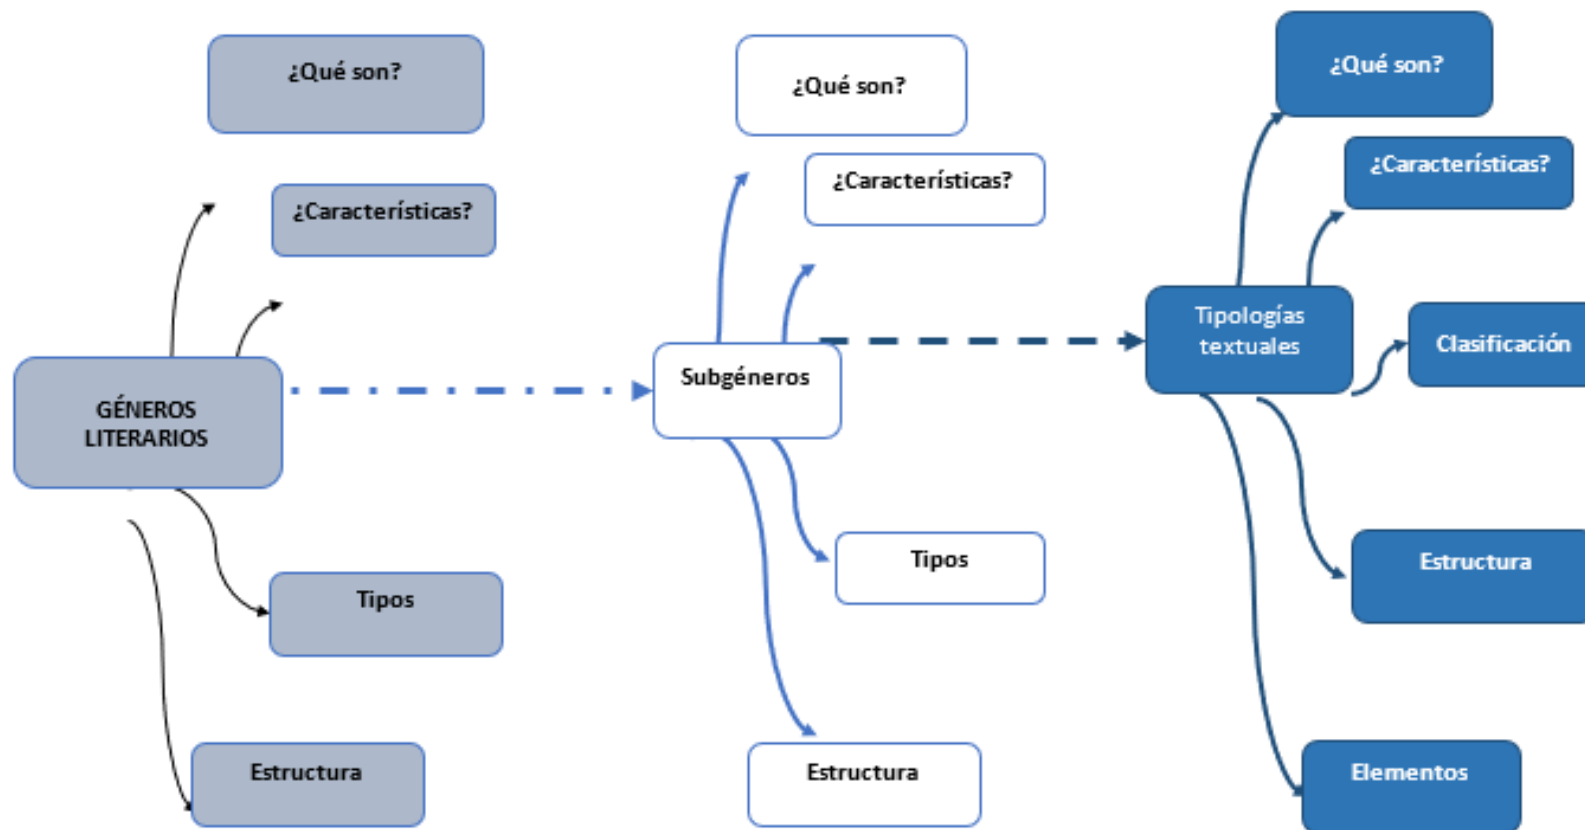 ¿Qué son?
¿Características?
GÉNEROS
LITERARIOS
Tipos
Estructura
¿Qué son?
¿Características?
Subgéneros
Tipos
Estructura
¿Qué son?
¿Características?
Tipologías
textuales
Clasificación
Estructura
Elementos